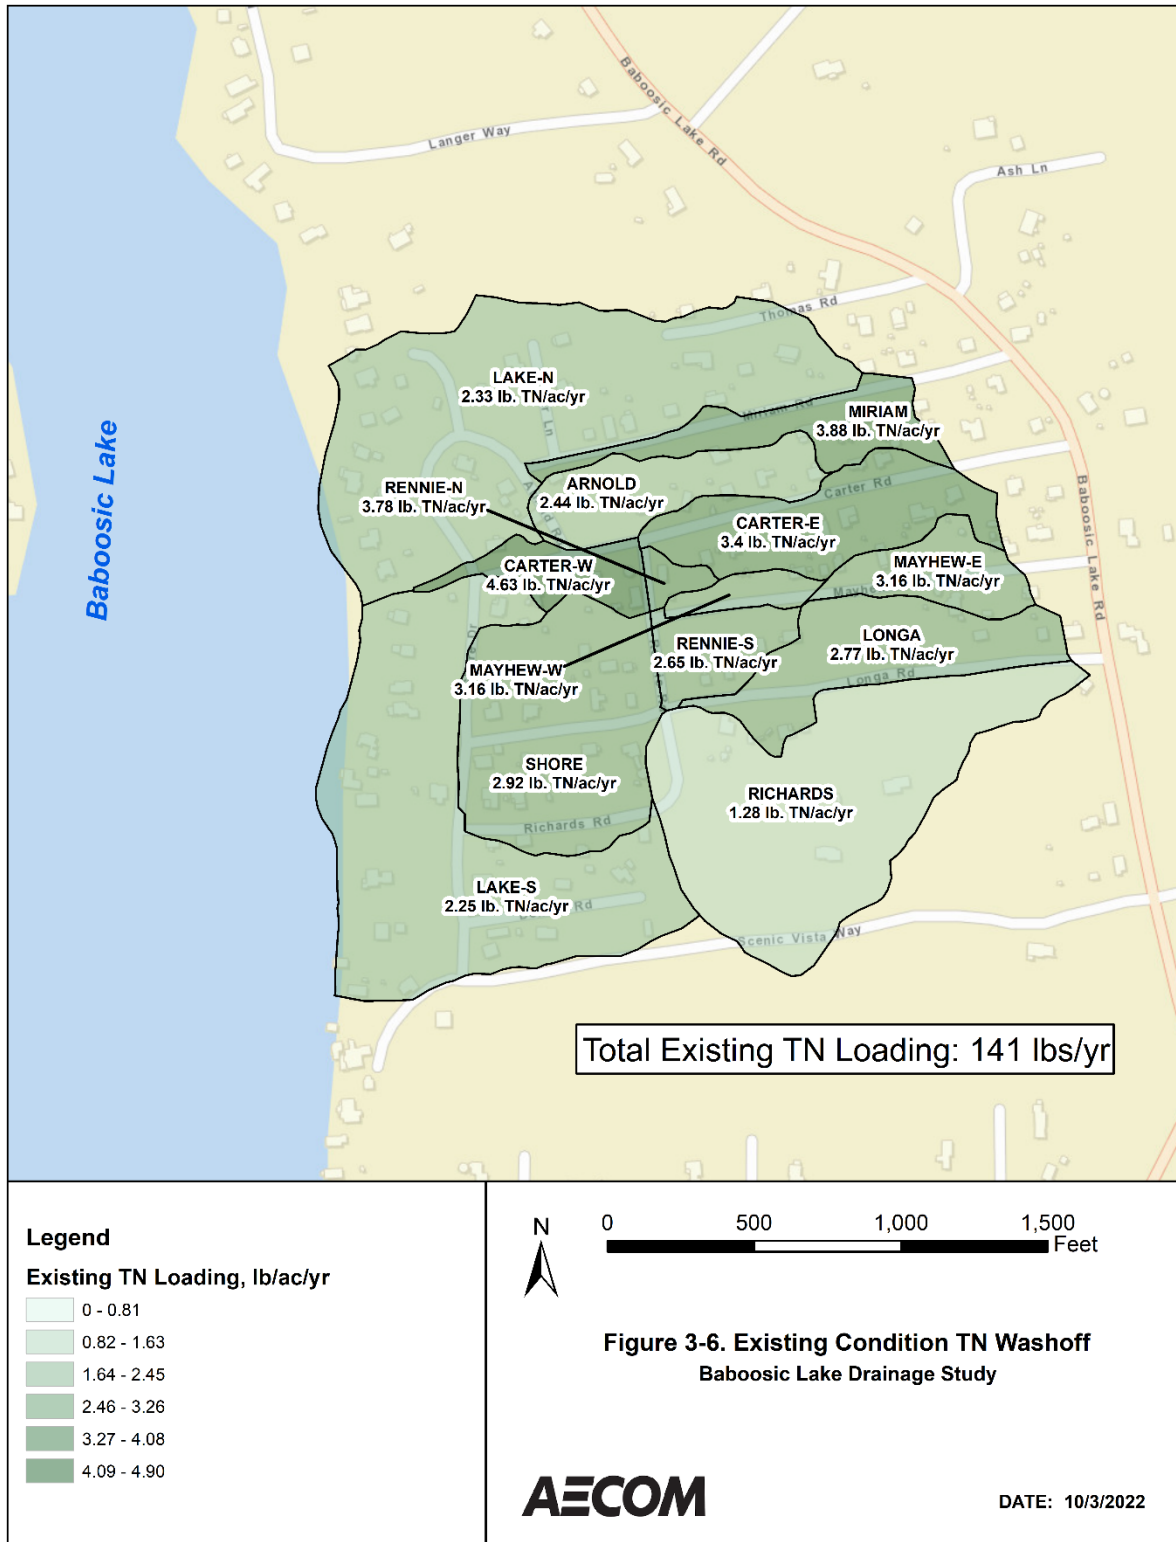 Baboosic Lake Rd
Langer Way
Ash Ln
Thomas Rd
LAKE-N
2.33 lb. TN/ac/yr
Miriam Rd
MIRIAM
3.88 lb. TN/ac/yr
Baboosic Lake
RENNIE-N
3.78 lb. TN/ac/yr
ARNOLD
2.44 lb. TN/ac/yr
Carter Rd
CARTER-E
3.4 lb. TN/ac/yr
Baboosic Lake Rd
CARTER-W
4.63 lb. TN/ac/yr
MAYHEW-E
3.16 lb. TN/ac/yr
RENNIE-S
2.65 lb. TN/ac/yr
LONGA
2.77 lb. TN/ac/yr
MAYHEW-W
3.16 lb. TN/ac/yr
Longa Rd
SHORE
2.92 lb. TN/ac/yr
RICHARDS
1.28 lb. TN/ac/yr
Richards Rd
LAKE-S
2.25 lb. TN/ac/yr
Rd
Scenic Vista Way
Total Existing TN Loading: 141 lbs/yr
Legend
Existing TN Loading, lb/ac/yr
0 - 0.81
0.82 - 1.63
1.64 - 2.45
2.46 - 3.26
3.27 - 4.08
4.09 - 4.90
N
0 500 1,000 1,500
Feet
Figure 3-6. Existing Condition TN Washoff
Baboosic Lake Drainage Study
AECOM
DATE: 10/3/2022